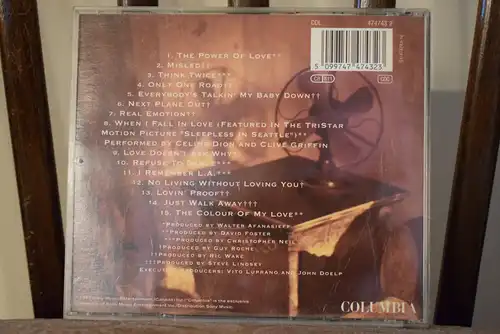 CDL 474743 2
5 099747 474323
1. The Power Of Love**
2. Misled††
3. Think Twice***
4. Only One Road††
5. Everybody's Talkin' My Baby Down††
6. Next Plane Out†
7. Real Emotion††
8. When I Fall In Love (Featured In The TriStar
Motion Picture "Sleepless In Seattle")**
Performed by Celine Dion and Clive Griffin
9. Love Doesn't Ask Why†
10. Refuse To
11. I Remember L.A.***
12. No Living Without Loving You†
13. Lovin' Proof††
14. Just Walk Away†††
15. The Colour Of My Love**
*Produced by Walter Afanasieff
**Produced by David Foster
***Produced by Christopher Neil
†Produced by Guy Roche
††Produced by Ric Wake
†††Produced by Steve Lindsey
Executive Producers: Vito Luprano and John Doelp
COLUMBIA